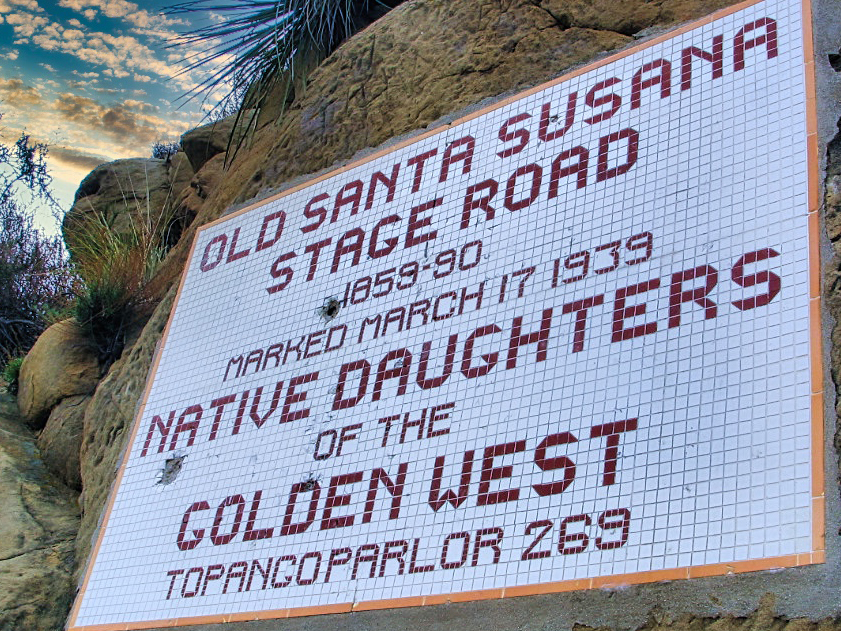 OLD SANTA SUSANA
STAGE ROAD
1859-90
MARKED MARCH 17 1939
NATIVE DAUGHTERS
OF THE
GOLDEN WEST
TOPANGO PARLOR 269